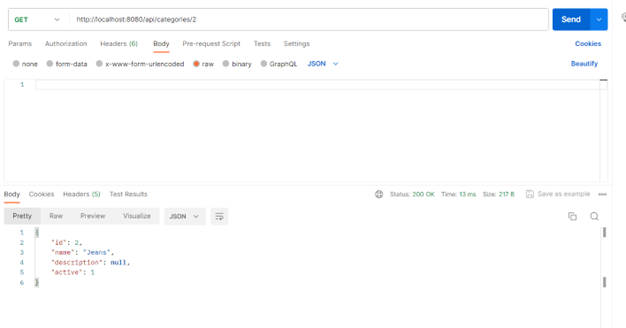 GET http://localhost:8080/api/categories/2 Send
Params Authorization Headers (6) Body Pre-request Script Tests Settings Cookies
none form-data x-www-form-urlencoded raw binary GraphQL JSON Beautify
1
Body Cookies Headers (5) Test Results Status: 200 OK Time: 13 ms Size: 217 B Save as example
Pretty Raw Preview Visualize JSON
1 {
2 "id": 2,
3 "name": "Jeans",
4 "description": null,
5 "active": 1
6 }